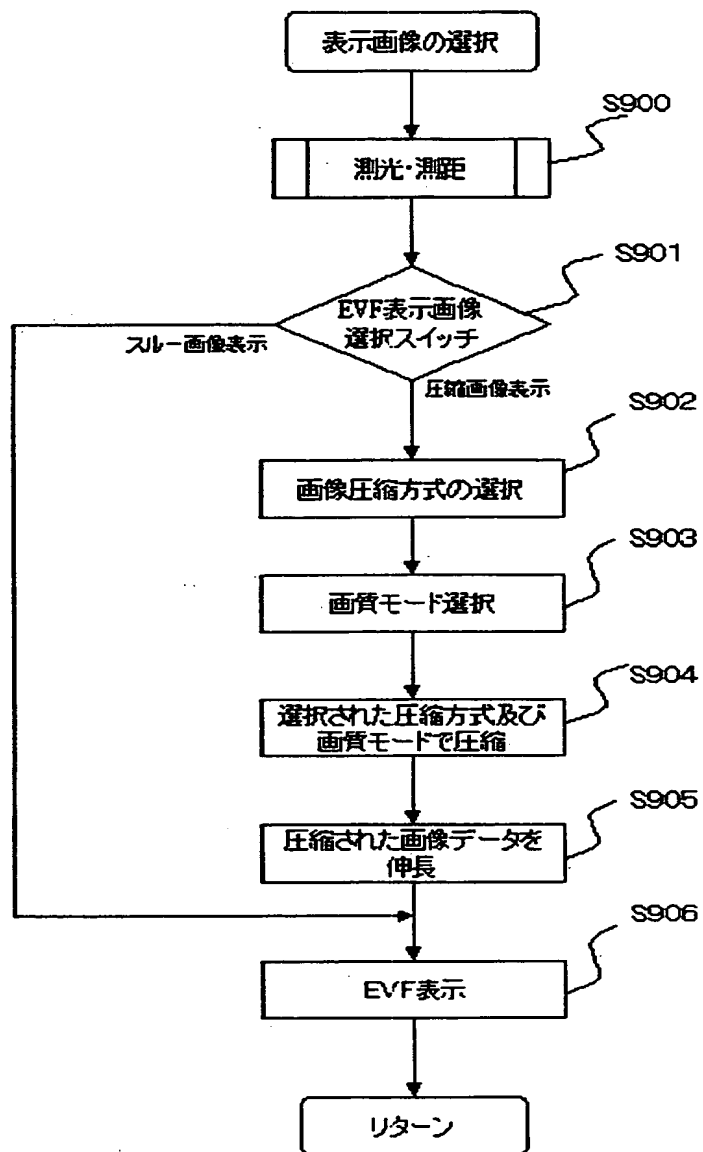 表示画像の選択
S900
測光・測距
S901
EVF表示画像
選択スイッチ
スルー画像表示
圧縮画像表示
S902
画像圧縮方式の選択
S903
画質モード選択
S904
選択された圧縮方式及び
画質モードで圧縮
S905
圧縮された画像データを
伸長
S906
EVF表示
リターン